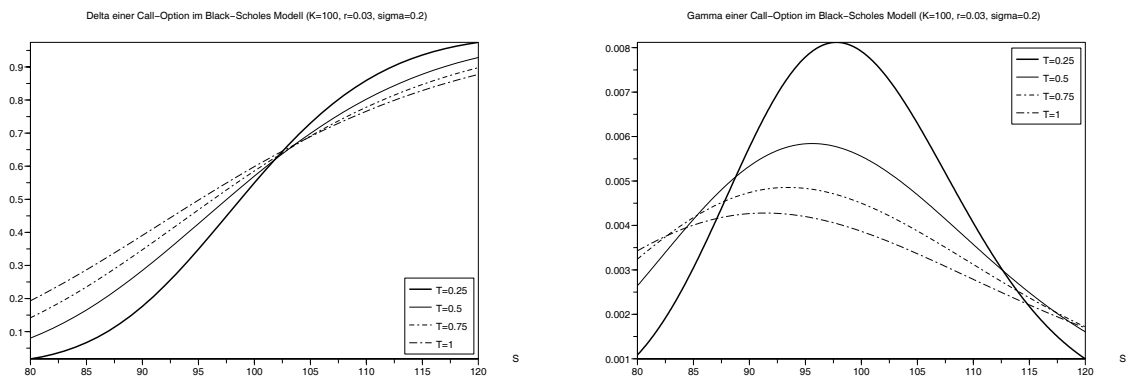 Delta einer Call−Option im Black−Scholes Modell (K=100, r=0.03, sigma=0.2)
0.9
0.8
0.7
0.6
0.5
0.4
0.3
0.2
0.1
T=0.25
T=0.5
T=0.75
T=1
80 85 90 95 100 105 110 115 120
S
Gamma einer Call−Option im Black−Scholes Modell (K=100, r=0.03, sigma=0.2)
0.008
0.007
0.006
0.005
0.004
0.003
0.002
0.001
T=0.25
T=0.5
T=0.75
T=1
80 85 90 95 100 105 110 115 120
S